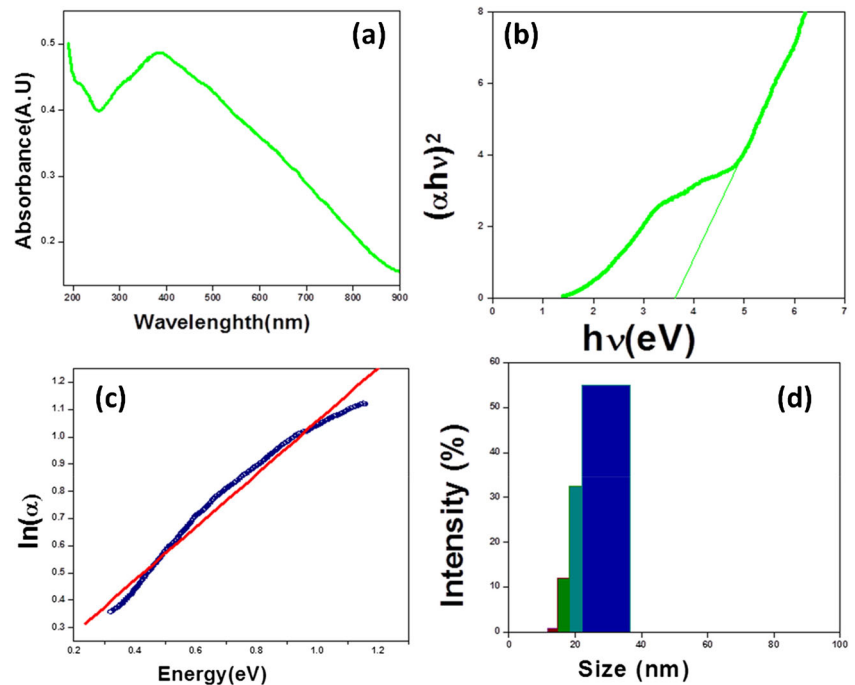 (a)
Absorbance(A.U)
0.5
0.4
0.3
0.2
200 300 400 500 600 700 800 900
Wavelenghth(nm)
(b)
(αhν)²
8
6
4
2
0
0 1 2 3 4 5 6 7
hν(eV)
(c)
ln(α)
1.2
1.1
1.0
0.9
0.8
0.7
0.6
0.5
0.4
0.3
0.2 0.4 0.6 0.8 1.0 1.2
Energy(eV)
(d)
Intensity (%)
60
50
40
30
20
10
0
0 20 40 60 80 100
Size (nm)